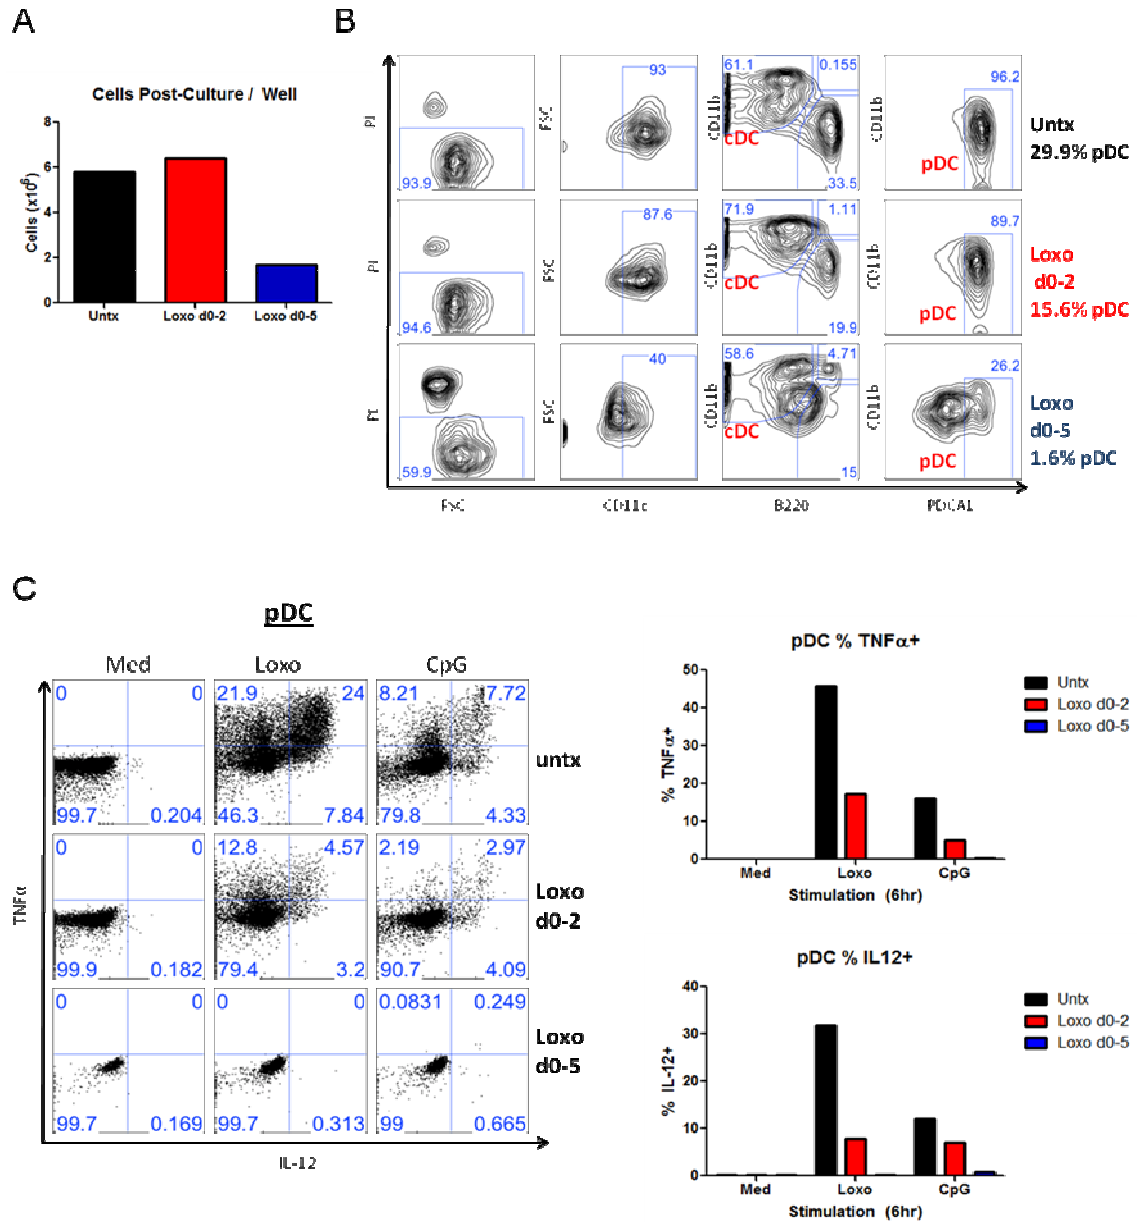 A
Cells Post-Culture / Well
Cells (x10⁶)
8
6
4
2
0
Untx
Loxo d0-2
Loxo d0-5
B
PI
93.9
FSC
93
CD11b
61.1
0.155
cDC
33.5
CD11b
96.2
pDC
Untx
29.9% pDC
PI
94.6
FSC
87.6
CD11b
71.9
1.11
cDC
19.9
CD11b
89.7
pDC
Loxo
d0-2
15.6% pDC
PI
59.9
FSC
40
CD11b
58.6
4.71
cDC
15
CD11b
26.2
pDC
Loxo
d0-5
1.6% pDC
FSC
CD11c
B220
PDCA1
C
pDC
Med
Loxo
CpG
0
0
99.7
0.204
21.9
24
46.3
7.84
8.21
7.72
79.8
4.33
untx
0
0
99.9
0.182
12.8
4.57
79.4
3.2
2.19
2.97
90.7
4.09
Loxo
d0-2
0
0
99.7
0.169
0
0
99.7
0.313
0.0831
0.249
99
0.665
Loxo
d0-5
TNFα
IL-12
pDC % TNFα+
% TNFα+
50
40
30
20
10
0
Med
Loxo
CpG
Stimulation (6hr)
Untx
Loxo d0-2
Loxo d0-5
pDC % IL12+
% IL-12+
40
30
20
10
0
Med
Loxo
CpG
Stimulation (6hr)
Untx
Loxo d0-2
Loxo d0-5